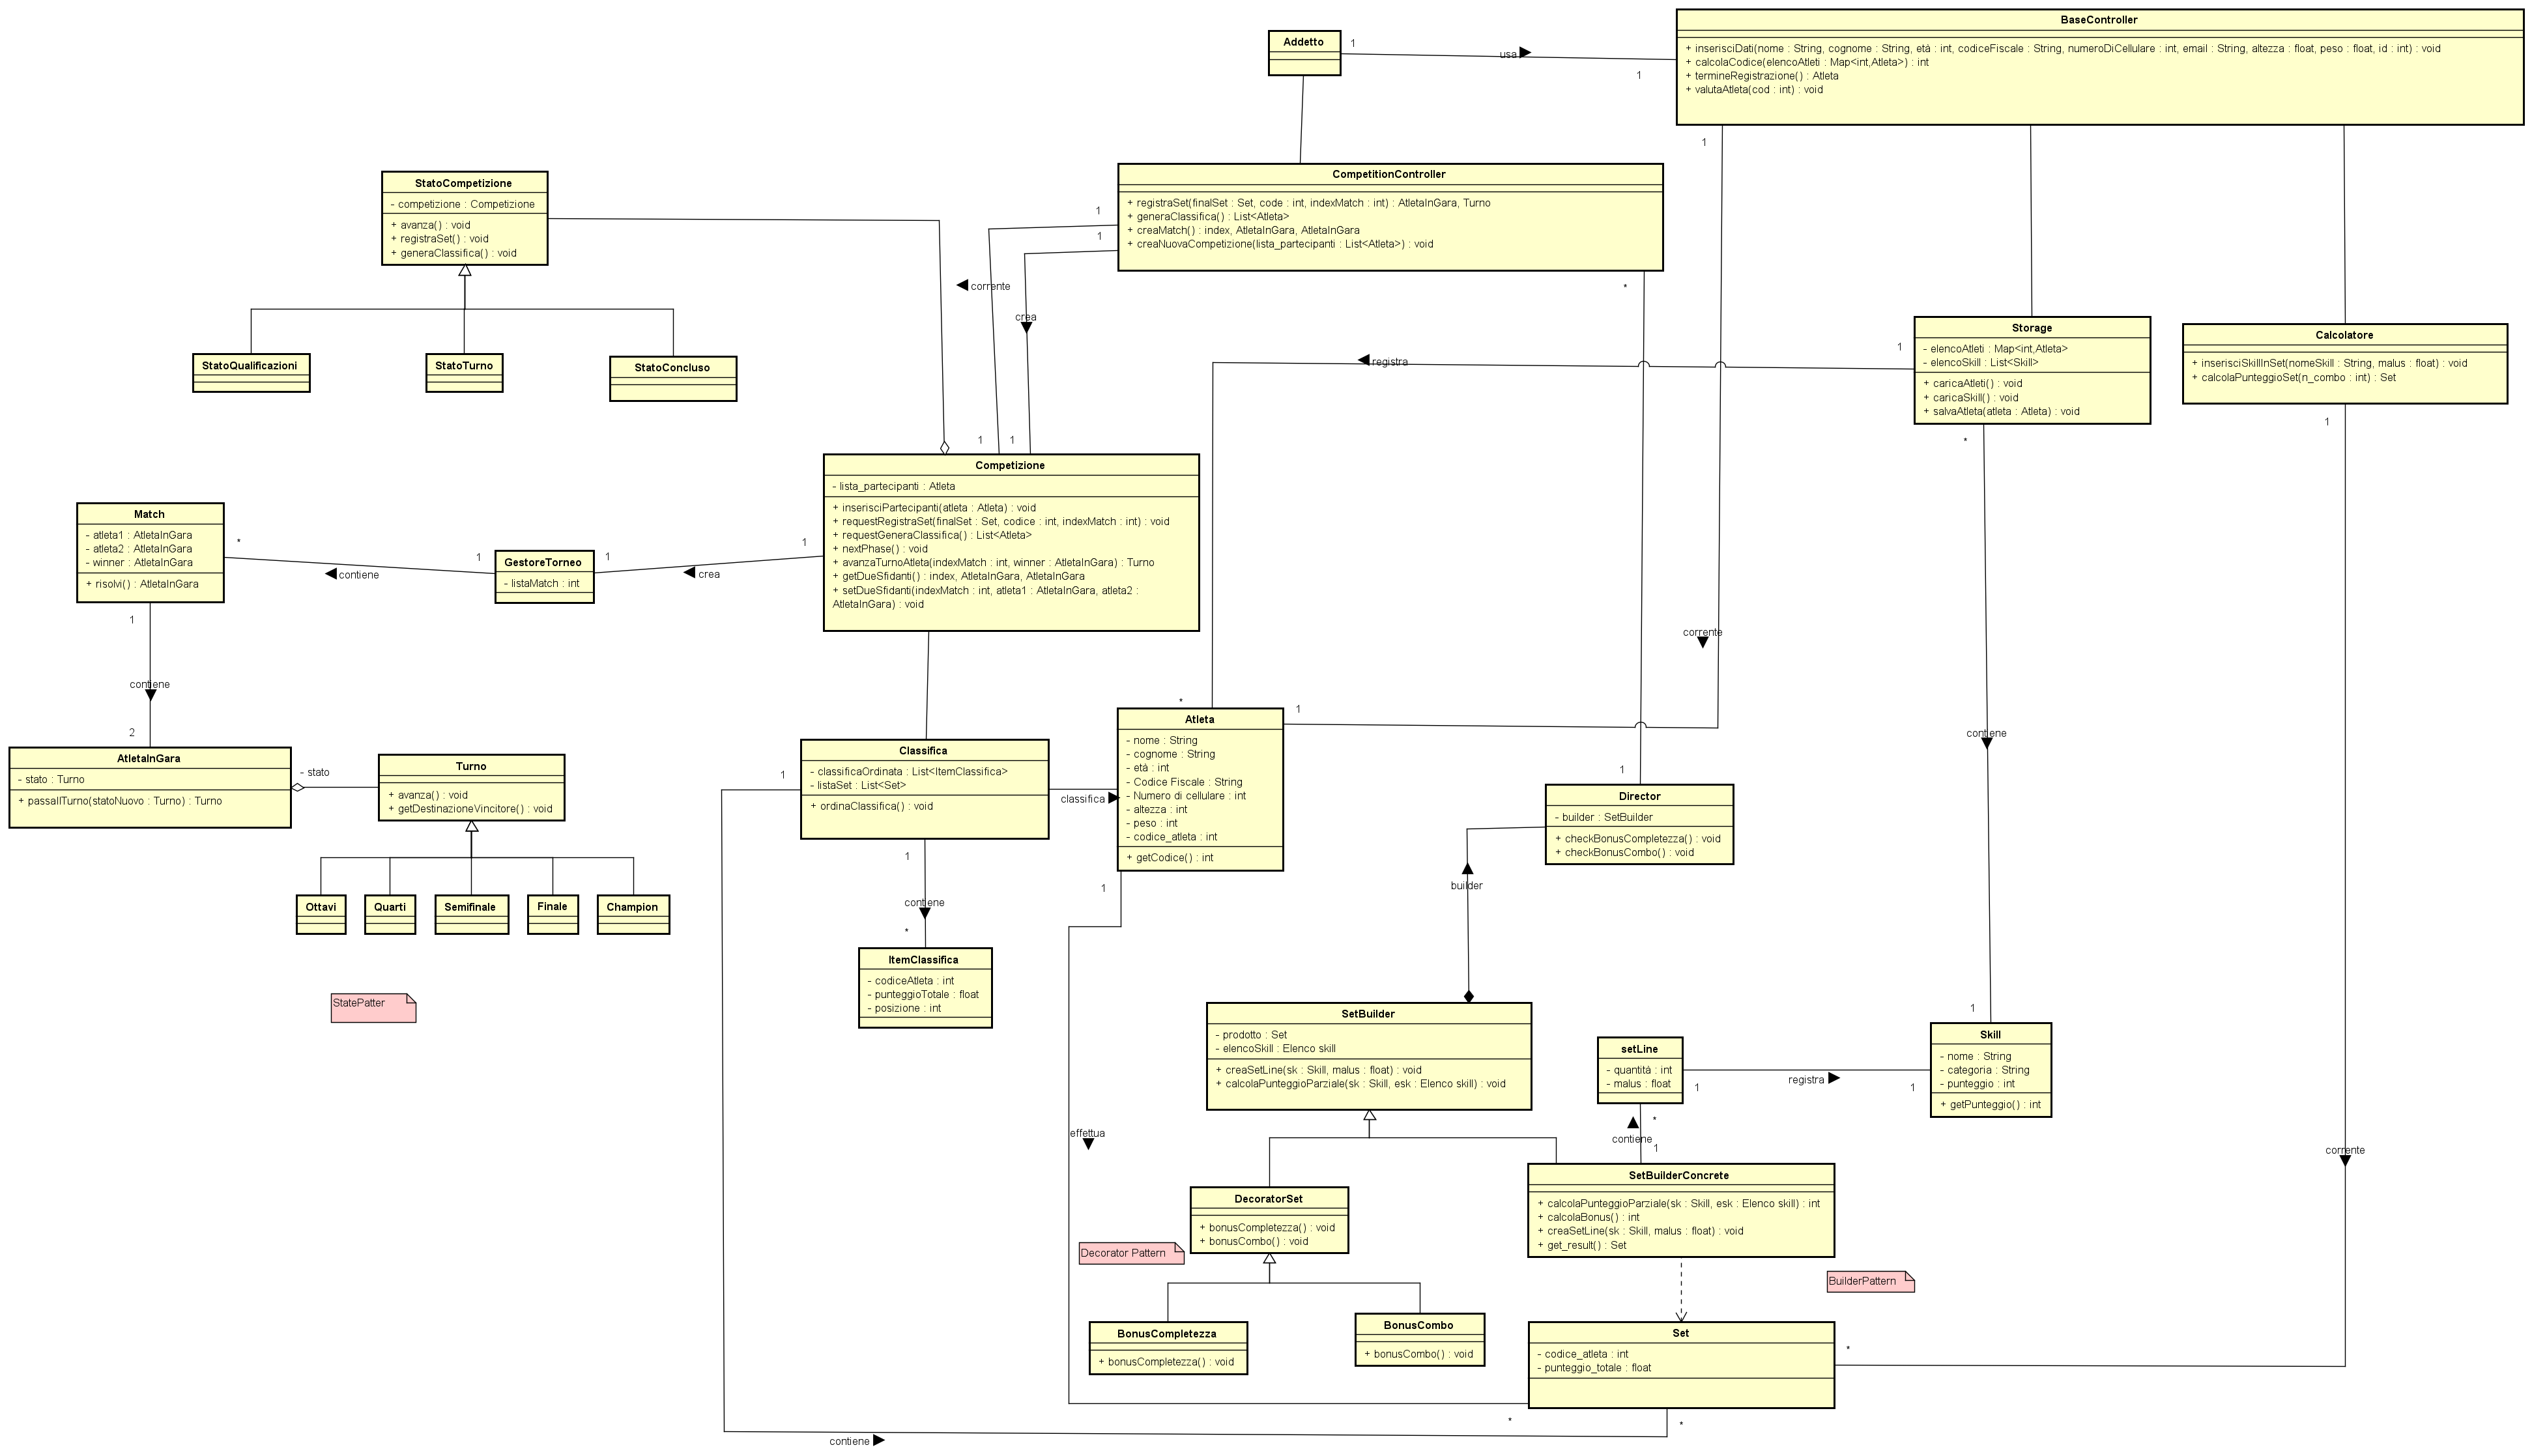 Addetto
1
usa
1
BaseController
+ inserisciDati(nome : String, cognome : String, età : int, codiceFiscale : String, numeroDiCellulare : int, email : String, altezza : float, peso : float, id : int) : void
+ calcolaCodice(elencoAtleti : Map<int,Atleta>) : int
+ termineRegistrazione() : Atleta
+ valutaAtleta(cod : int) : void
1
StatoCompetizione
- competizione : Competizione
+ avanza() : void
+ registraSet() : void
+ generaClassifica() : void
CompetitionController
+ registraSet(finalSet : Set, code : int, indexMatch : int) : AtletaInGara, Turno
+ generaClassifica() : List<Atleta>
+ creaMatch() : index, AtletaInGara, AtletaInGara
+ creaNuovaCompetizione(lista_partecipanti : List<Atleta>) : void
1
1
corrente
crea
*
StatoQualificazioni
StatoTurno
StatoConcluso
registra
1
Storage
- elencoAtleti : Map<int,Atleta>
- elencoSkill : List<Skill>
+ caricaAtleti() : void
+ caricaSkill() : void
+ salvaAtleta(atleta : Atleta) : void
Calcolatore
+ inserisciSkillInSet(nomeSkill : String, malus : float) : void
+ calcolaPunteggioSet(n_combo : int) : Set
1
*
1
1
Competizione
- lista_partecipanti : Atleta
+ inserisciPartecipanti(atleta : Atleta) : void
+ requestRegistraSet(finalSet : Set, codice : int, indexMatch : int) : void
+ requestGeneraClassifica() : List<Atleta>
+ nextPhase() : void
+ avanzaTurnoAtleta(indexMatch : int, winner : AtletaInGara) : Turno
+ getDueSfidanti() : index, AtletaInGara, AtletaInGara
+ setDueSfidanti(indexMatch : int, atleta1 : AtletaInGara, atleta2 :
AtletaInGara) : void
Match
- atleta1 : AtletaInGara
- atleta2 : AtletaInGara
- winner : AtletaInGara
+ risolvi() : AtletaInGara
*
contiene
1
GestoreTorneo
- listaMatch : int
1
crea
1
1
contiene
2
corrente
AtletaInGara
- stato : Turno
+ passaIlTurno(statoNuovo : Turno) : Turno
- stato
Turno
+ avanza() : void
+ getDestinazioneVincitore() : void
Classifica
- classificaOrdinata : List<ItemClassifica>
- listaSet : List<Set>
+ ordinaClassifica() : void
1
classifica
*
Atleta
- nome : String
- cognome : String
- età : int
- Codice Fiscale : String
- Numero di cellulare : int
- altezza : int
- peso : int
- codice_atleta : int
+ getCodice() : int
1
contiene
1
Director
- builder : SetBuilder
+ checkBonusCompletezza() : void
+ checkBonusCombo() : void
builder
Ottavi
Quarti
Semifinale
Finale
Champion
1
contiene
*
1
ItemClassifica
- codiceAtleta : int
- punteggioTotale : float
- posizione : int
StatePatter
SetBuilder
- prodotto : Set
- elencoSkill : Elenco skill
+ creaSetLine(sk : Skill, malus : float) : void
+ calcolaPunteggioParziale(sk : Skill, esk : Elenco skill) : void
setLine
- quantità : int
- malus : float
1
registra
1
1
Skill
- nome : String
- categoria : String
- punteggio : int
+ getPunteggio() : int
effettua
*
contiene
1
corrente
DecoratorSet
+ bonusCompletezza() : void
+ bonusCombo() : void
SetBuilderConcrete
+ calcolaPunteggioParziale(sk : Skill, esk : Elenco skill) : int
+ calcolaBonus() : int
+ creaSetLine(sk : Skill, malus : float) : void
+ get_result() : Set
Decorator Pattern
BuilderPattern
BonusCompletezza
+ bonusCompletezza() : void
BonusCombo
+ bonusCombo() : void
Set
- codice_atleta : int
- punteggio_totale : float
*
*
*
contiene